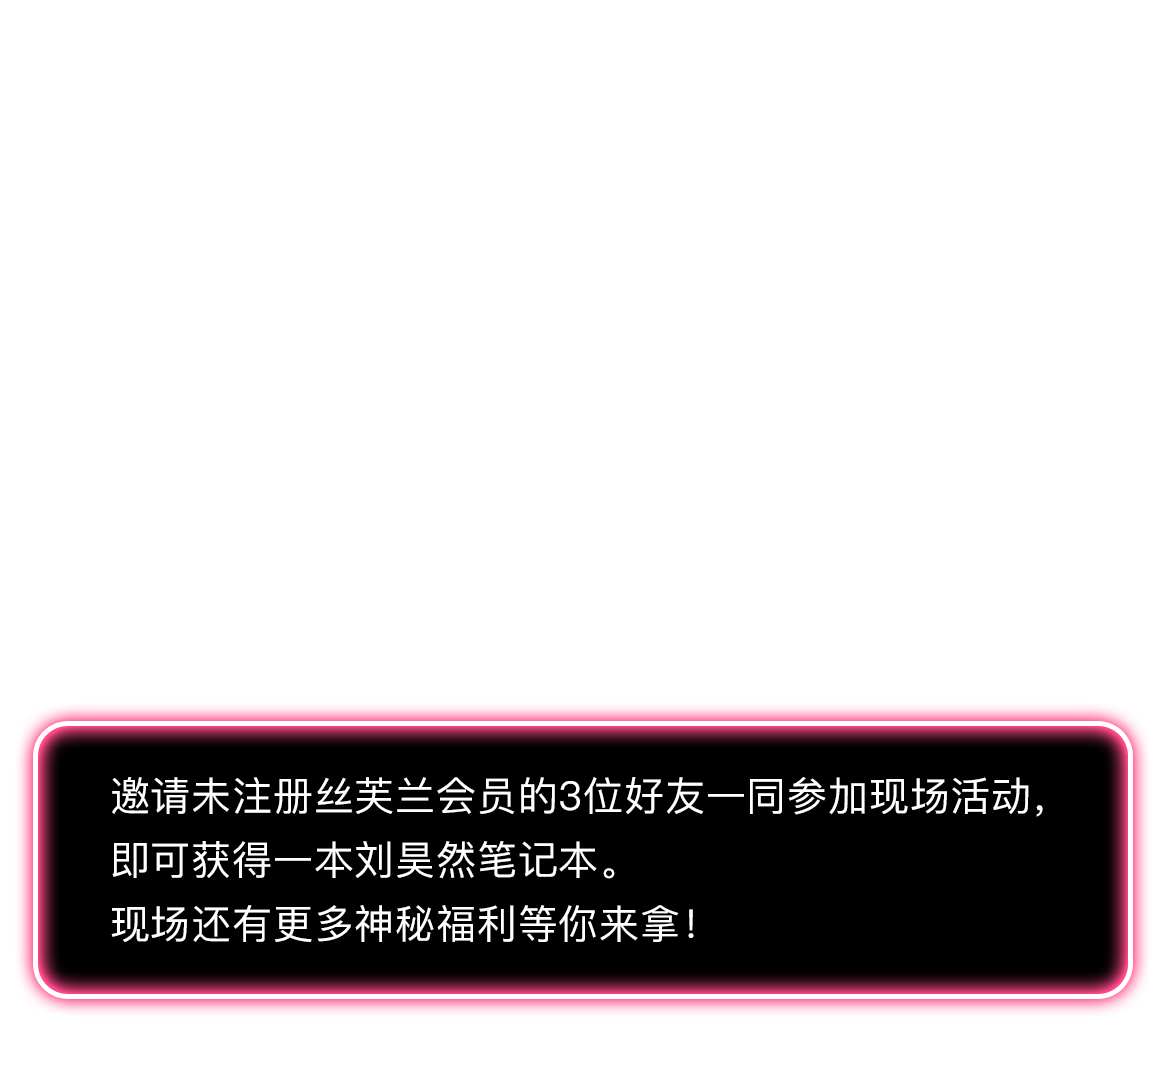 邀请未注册丝芙兰会员的3位好友一同参加现场活动，
即可获得一本刘昊然笔记本。
现场还有更多神秘福利等你来拿！